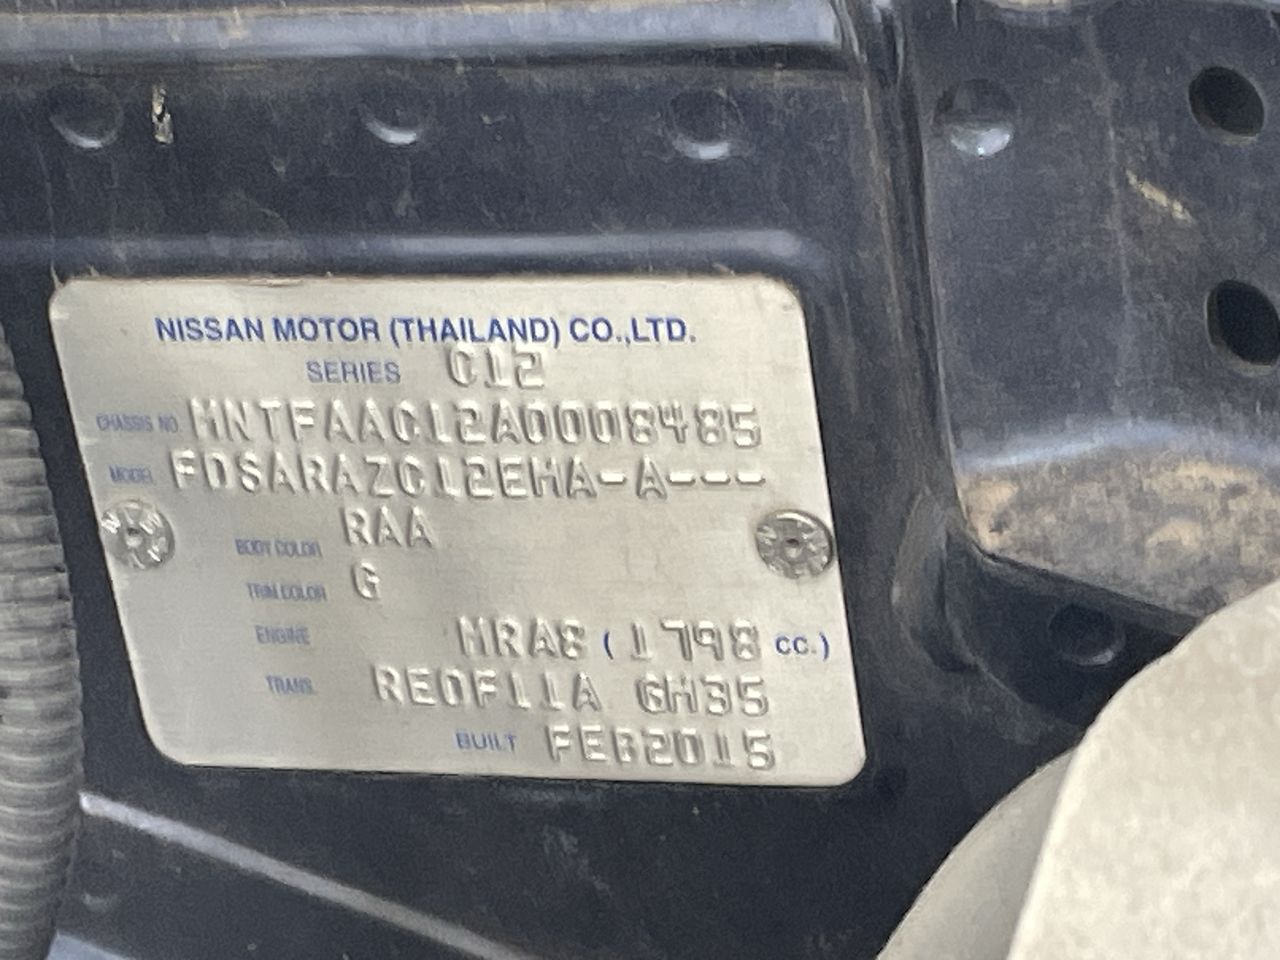 NISSAN MOTOR (THAILAND) CO.,LTD.
SERIES C12
CHASSIS NO. MNTFAAC12A0008485
MODEL FDSARAZC12EHA-A---
BODY COLOR RAA
TRIM COLOR G
ENGINE MRA8 ( 1798 CC.)
TRANS. RE0F11A GH35
BUILT FEB2015